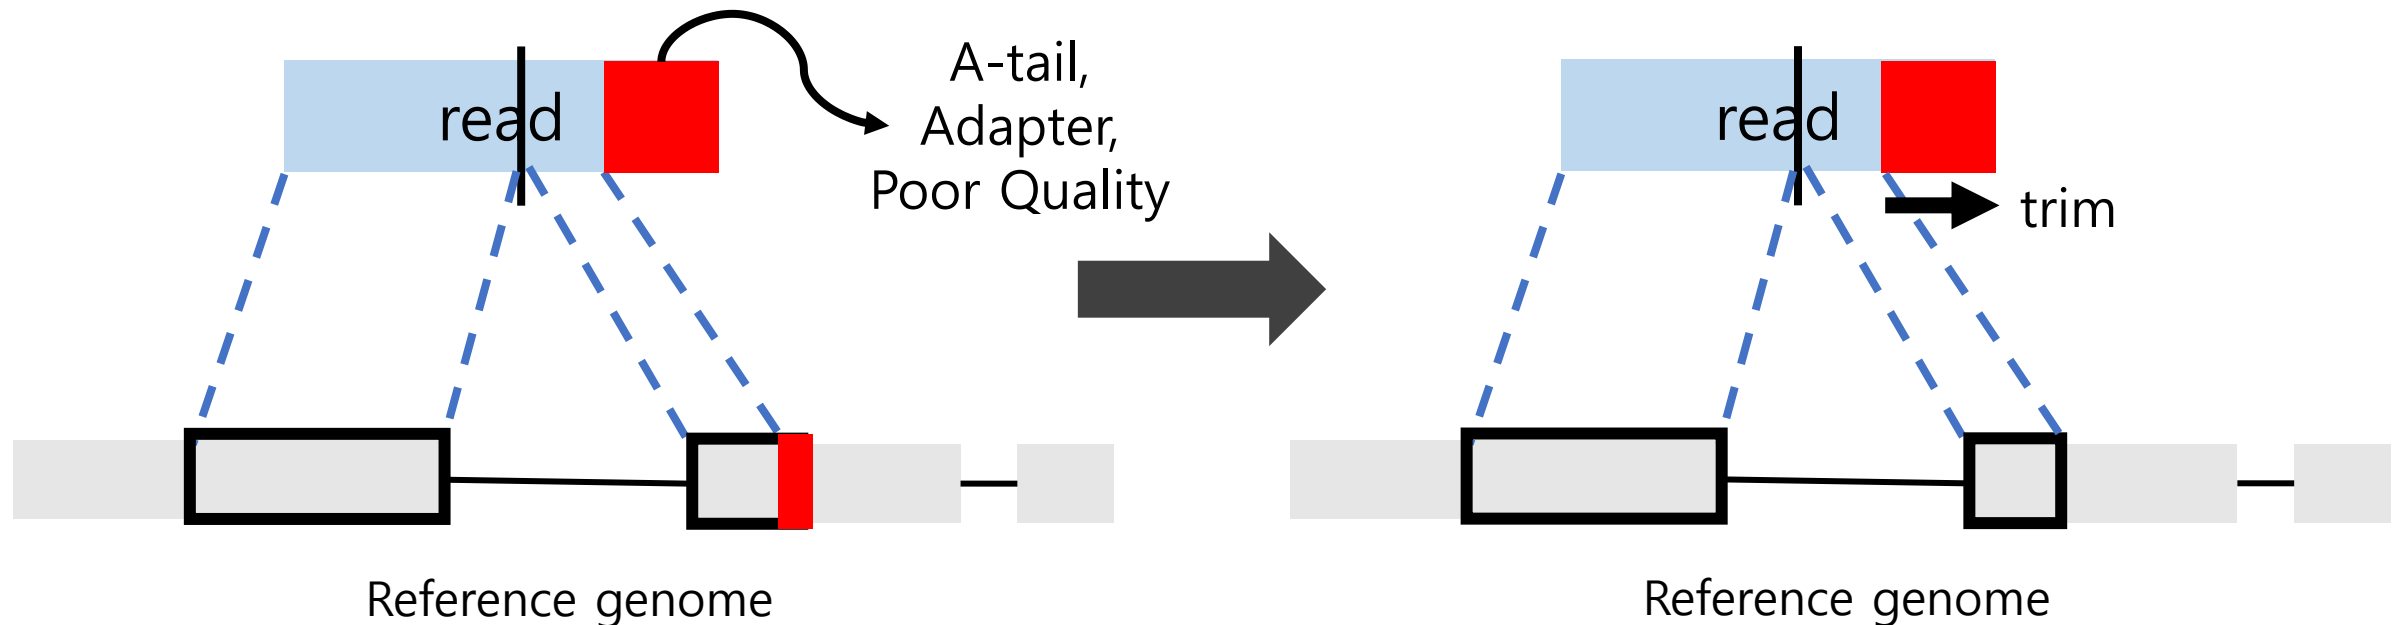 read
A-tail,
Adapter,
Poor Quality
Reference genome
read
trim
Reference genome